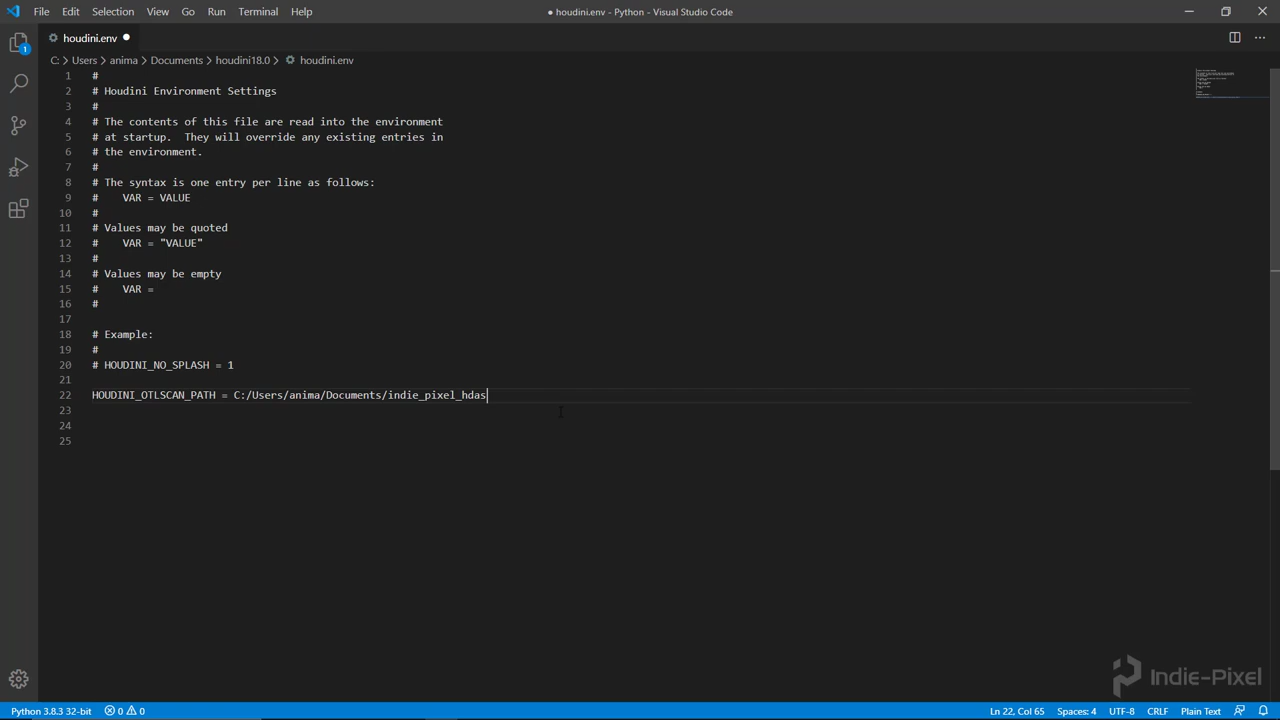 File Edit Selection View Go Run Terminal Help
● houdini.env - Python - Visual Studio Code
houdini.env ●
C: > Users > anima > Documents > houdini18.0 > houdini.env
1 #
2 # Houdini Environment Settings
3 #
4 # The contents of this file are read into the environment
5 # at startup.  They will override any existing entries in
6 # the environment.
7 #
8 # The syntax is one entry per line as follows:
9 #    VAR = VALUE
10 #
11 # Values may be quoted
12 #    VAR = "VALUE"
13 #
14 # Values may be empty
15 #    VAR =
16 #
17
18 # Example:
19 #
20 # HOUDINI_NO_SPLASH = 1
21
22 HOUDINI_OTLSCAN_PATH = C:/Users/anima/Documents/indie_pixel_hdas
23
24
25
1
Indie-Pixel
Python 3.8.3 32-bit 0 0 Ln 22, Col 65 Spaces: 4 UTF-8 CRLF Plain Text